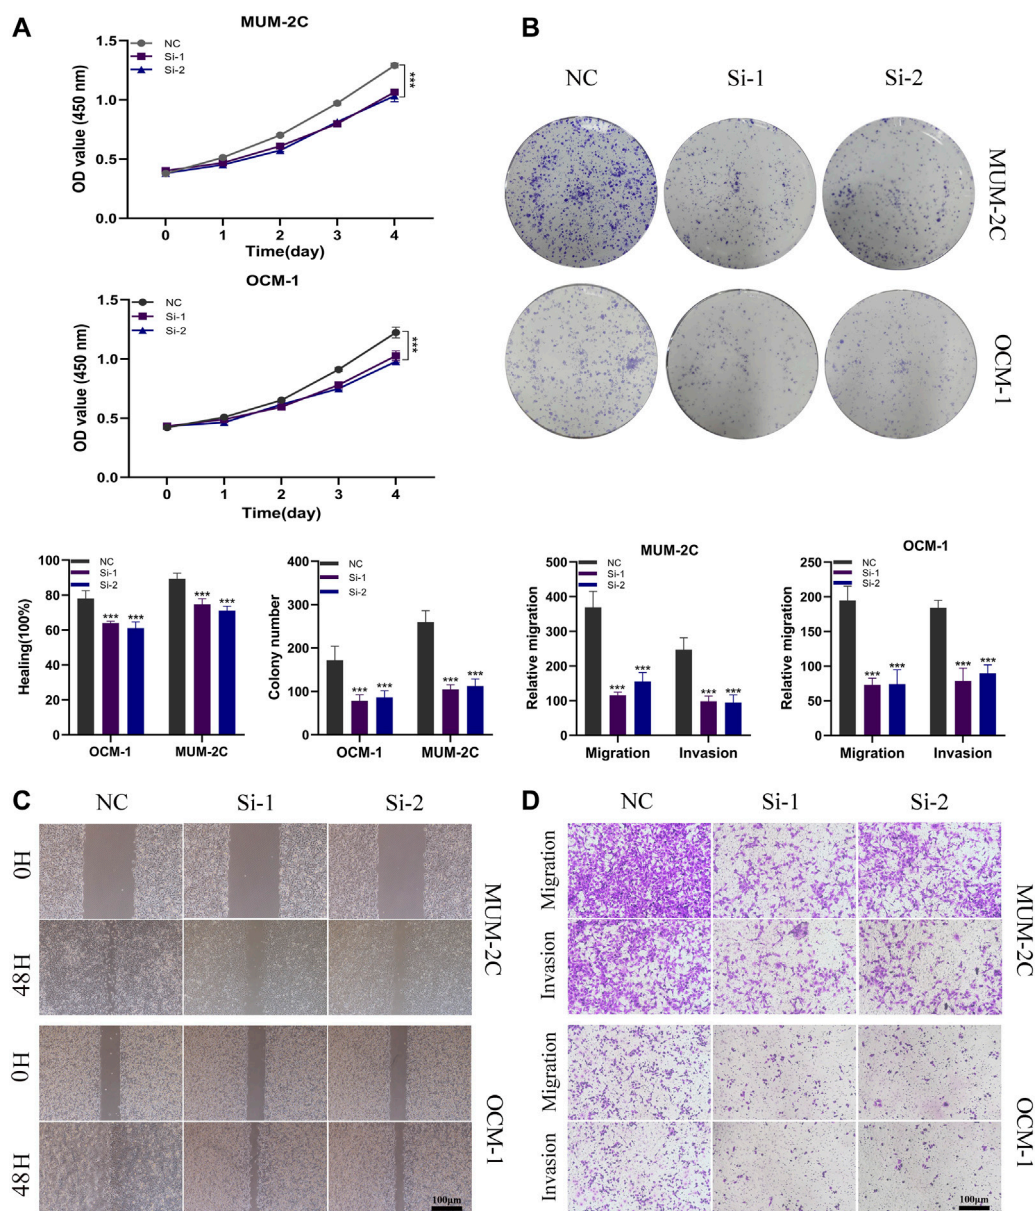 A
MUM-2C
NC
Si-1
Si-2
OD value (450 nm)
1.5
1.0
0.5
0.0
***
0 1 2 3 4
Time(day)
OCM-1
NC
Si-1
Si-2
OD value (450 nm)
1.5
1.0
0.5
0.0
***
0 1 2 3 4
Time(day)
B
NC Si-1 Si-2
MUM-2C
OCM-1
NC
Si-1
Si-2
Healing(100%)
100
80
60
40
20
0
*** *** *** ***
OCM-1 MUM-2C
NC
Si-1
Si-2
Colony number
400
300
200
100
0
*** *** *** ***
OCM-1 MUM-2C
MUM-2C
NC
Si-1
Si-2
Relative migration
500
400
300
200
100
0
*** *** *** ***
Migration Invasion
OCM-1
NC
Si-1
Si-2
Relative migration
250
200
150
100
50
0
*** *** *** ***
Migration Invasion
C
NC Si-1 Si-2
0H
48H
MUM-2C
0H
48H
OCM-1
100μm
D
NC Si-1 Si-2
Migration
Invasion
MUM-2C
Migration
Invasion
OCM-1
100μm